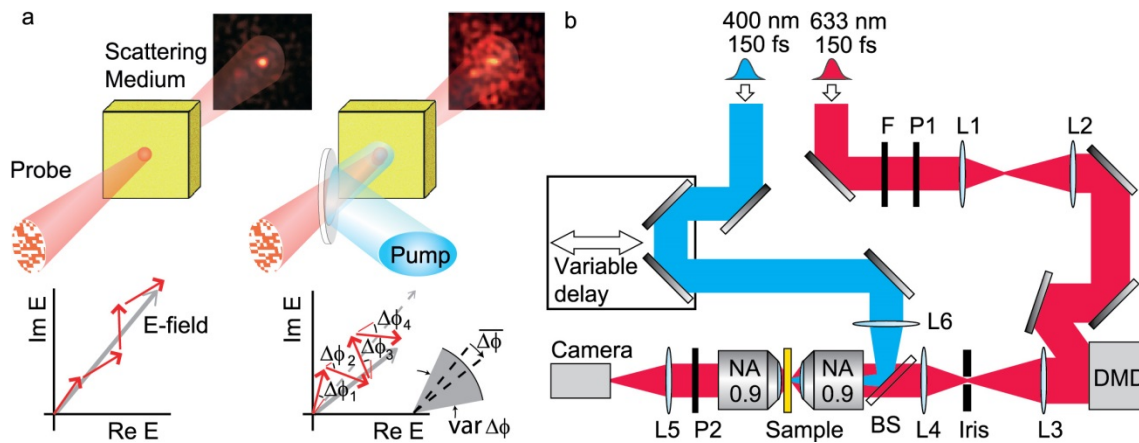 a
Scattering
Medium
Probe
Pump
Im E
E-field
Re E
Im E
Δϕ₁
Δϕ₂
Δϕ₃
Δϕ₄
Δϕ
var Δϕ
Re E
b
400 nm
150 fs
633 nm
150 fs
F
P1
L1
L2
Variable
delay
L6
Camera
NA
0.9
NA
0.9
DMD
L5
P2
Sample
BS
L4
Iris
L3